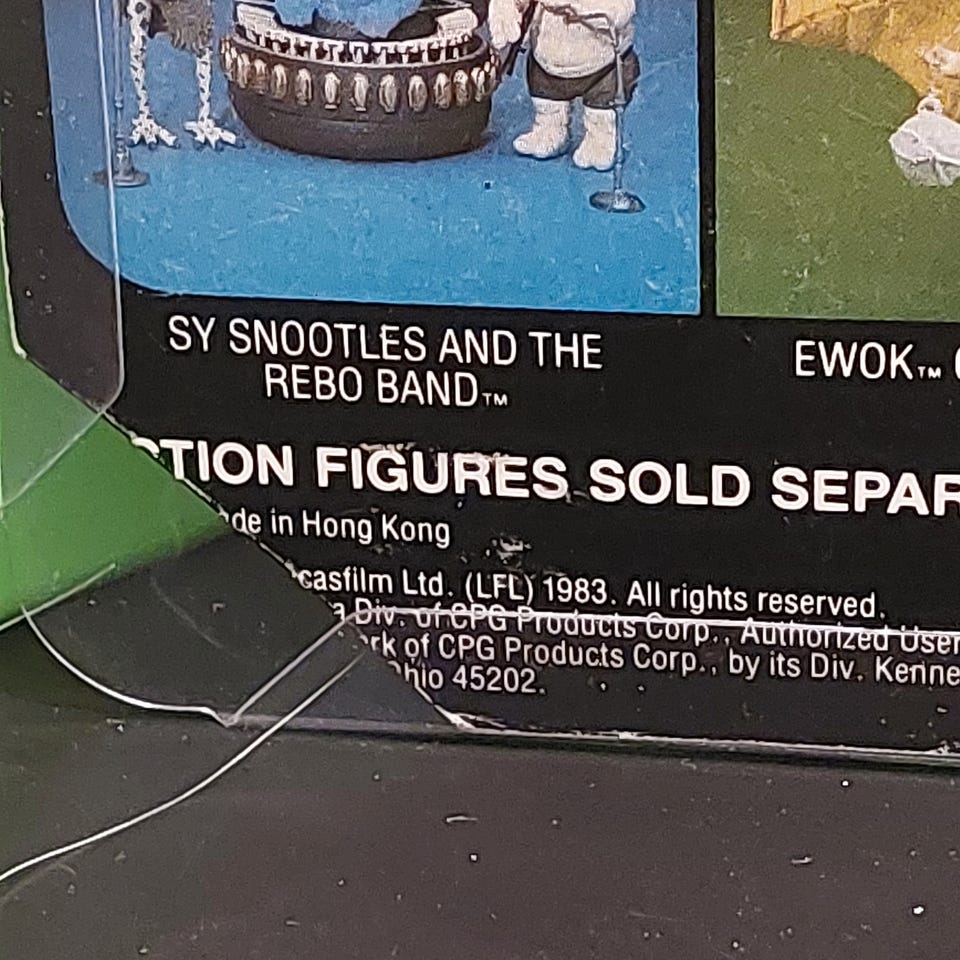 SY SNOOTLES AND THE
REBO BAND™
EWOK™
CTION FIGURES SOLD SEPAR
de in Hong Kong
casfilm Ltd. (LFL) 1983. All rights reserved.
a Div. of CPG Products Corp., Authorized User
rk of CPG Products Corp., by its Div. Kenne
hio 45202.